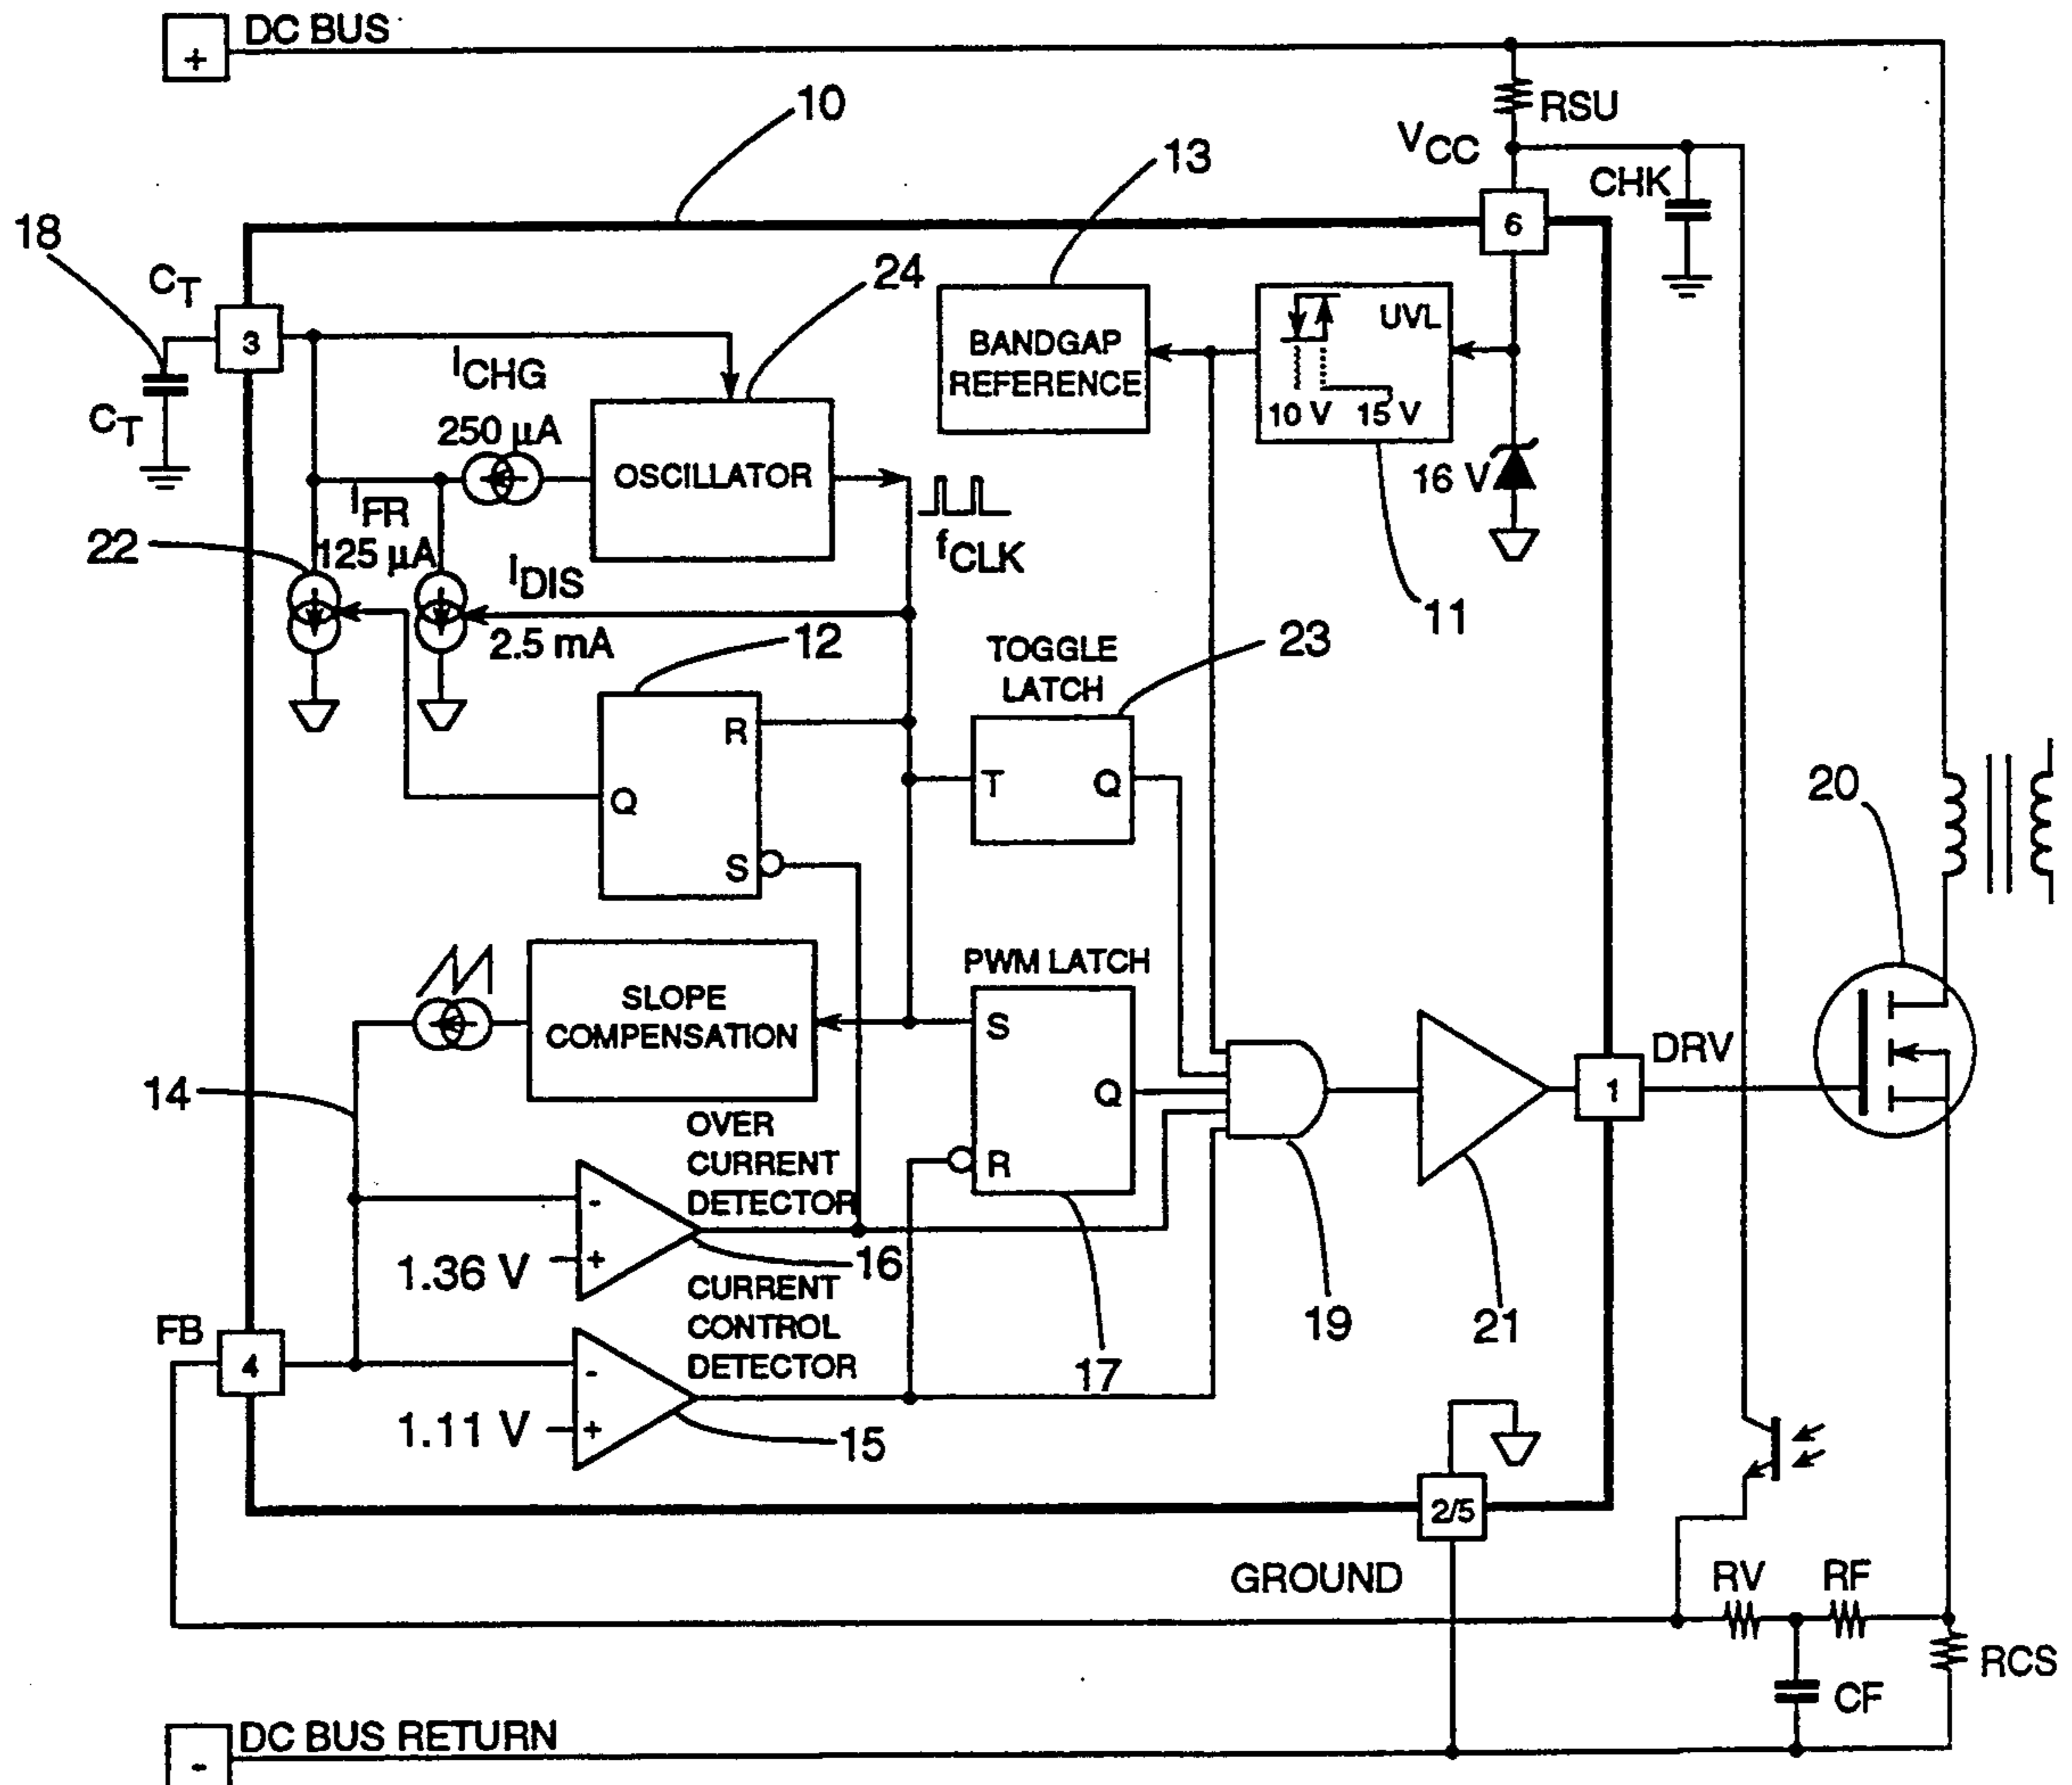 DC BUS
+
RSU
10
VCC
13
CHK
6
18
CT
24
3
BANDGAP
REFERENCE
UVL
10 V 15 V
ICHG
CT
250 µA
OSCILLATOR
16 V
IFR
fCLK
22
125 µA
IDIS
11
2.5 mA
12
TOGGLE
LATCH
23
R
T Q
20
Q
S
PWM LATCH
SLOPE
COMPENSATION
S
DRV
14
Q
1
OVER
CURRENT
DETECTOR
R
-
+
1.36 V
16
CURRENT
CONTROL
DETECTOR
19
21
FB
4
17
-
+
1.11 V
15
2/5
GROUND
RV
RF
RCS
CF
DC BUS RETURN
-